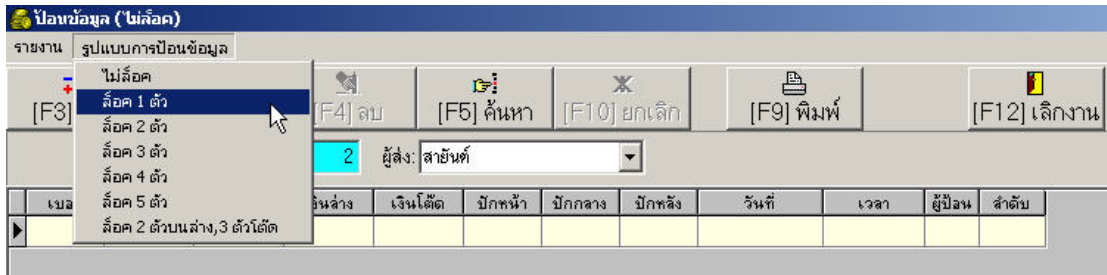 ป้อนข้อมูล (ไม่ล็อค)
รายงาน รูปแบบการป้อนข้อมูล
ไม่ล็อค
ล็อค 1 ตัว
ล็อค 2 ตัว
ล็อค 3 ตัว
ล็อค 4 ตัว
ล็อค 5 ตัว
ล็อค 2 ตัวบนล่าง,3 ตัวโต๊ด
[F3] [F4] ลบ [F5] ค้นหา [F10] ยกเลิก [F9] พิมพ์ [F12] เลิกงาน
2 ผู้ส่ง: สายันต์
เงินโต๊ด ปักหน้า ปักกลาง ปักหลัง วันที่ เวลา ผู้ป้อน ลำดับ